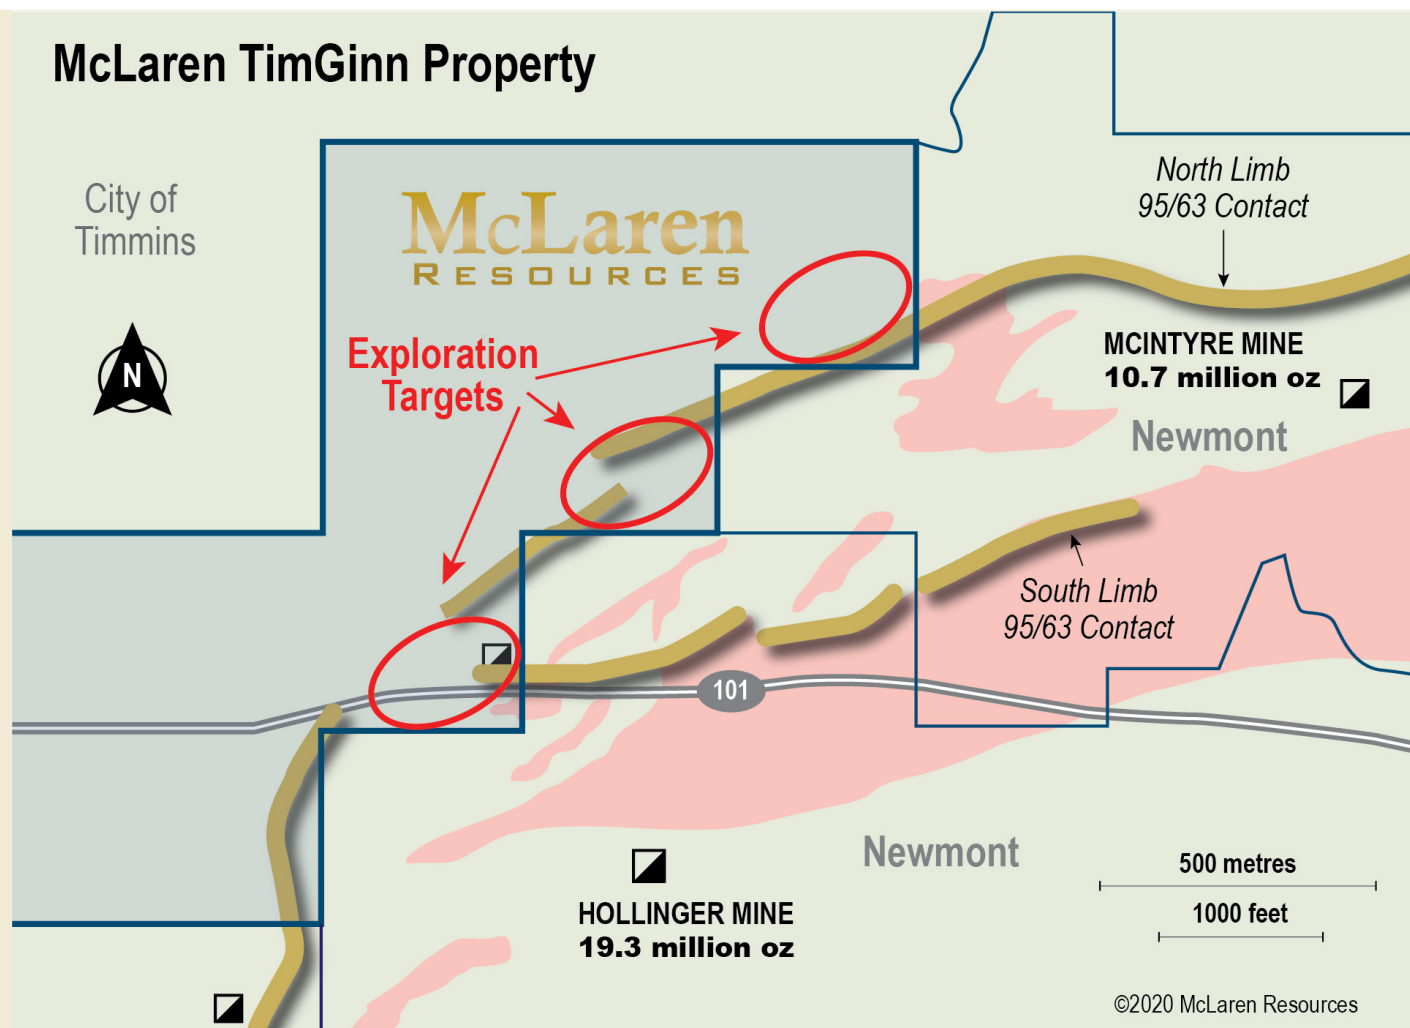 McLaren TimGinn Property
City of
Timmins
McLaren
RESOURCES
North Limb
95/63 Contact
N
Exploration
Targets
MCINTYRE MINE
10.7 million oz
Newmont
South Limb
95/63 Contact
101
Newmont
HOLLINGER MINE
19.3 million oz
500 metres
1000 feet
©2020 McLaren Resources